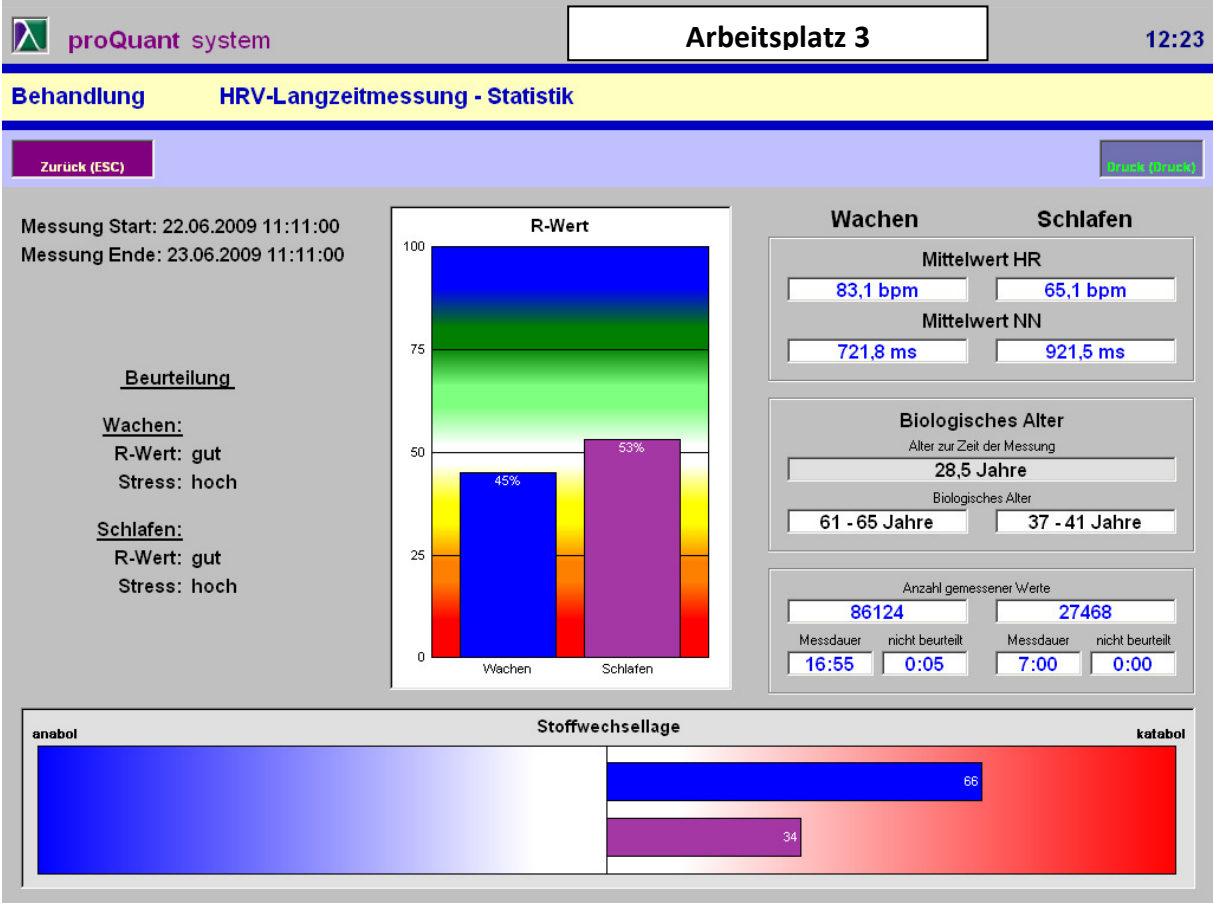 proQuant system
Arbeitsplatz 3
12:23
Behandlung HRV-Langzeitmessung - Statistik
Zurück (ESC)
Druck (Druck)
Messung Start: 22.06.2009 11:11:00
Messung Ende: 23.06.2009 11:11:00
Beurteilung
Wachen:
R-Wert: gut
Stress: hoch
Schlafen:
R-Wert: gut
Stress: hoch
R-Wert
100
75
50
25
0
45%
53%
Wachen Schlafen
Wachen Schlafen
Mittelwert HR
83,1 bpm 65,1 bpm
Mittelwert NN
721,8 ms 921,5 ms
Biologisches Alter
Alter zur Zeit der Messung
28,5 Jahre
Biologisches Alter
61 - 65 Jahre 37 - 41 Jahre
Anzahl gemessener Werte
86124 27468
Messdauer nicht beurteilt Messdauer nicht beurteilt
16:55 0:05 7:00 0:00
Stoffwechsellage
anabol katabol
66
34